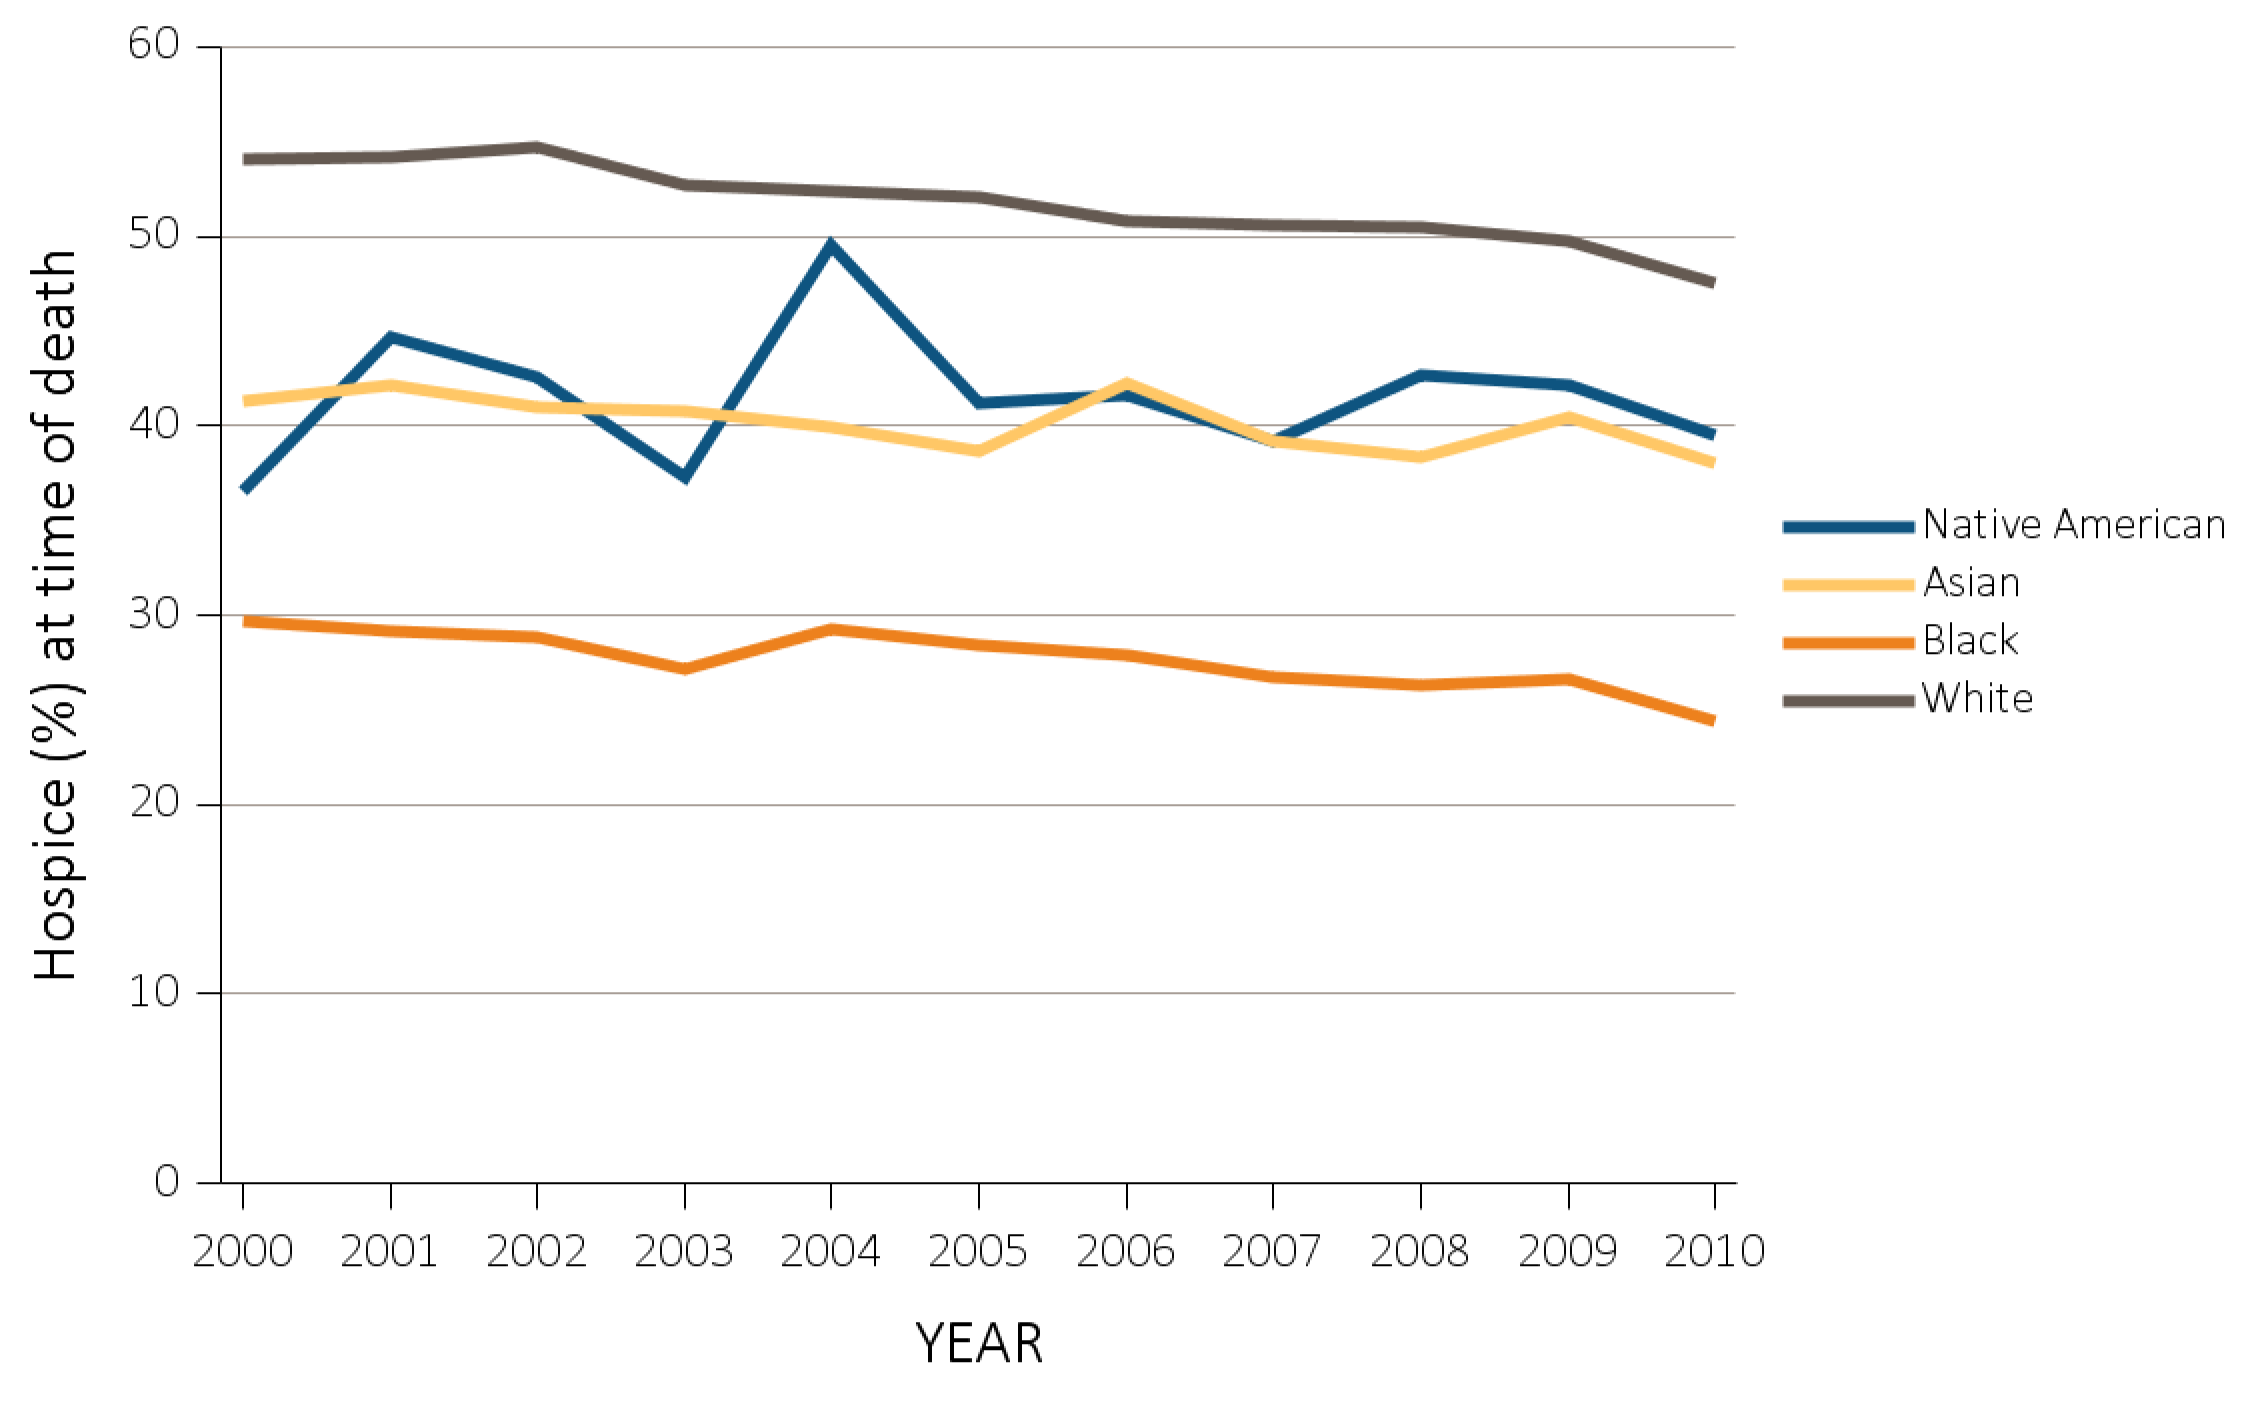 Hospice (%) at time of death
60
50
40
30
20
10
0
2000 2001 2002 2003 2004 2005 2006 2007 2008 2009 2010
YEAR
Native American
Asian
Black
White